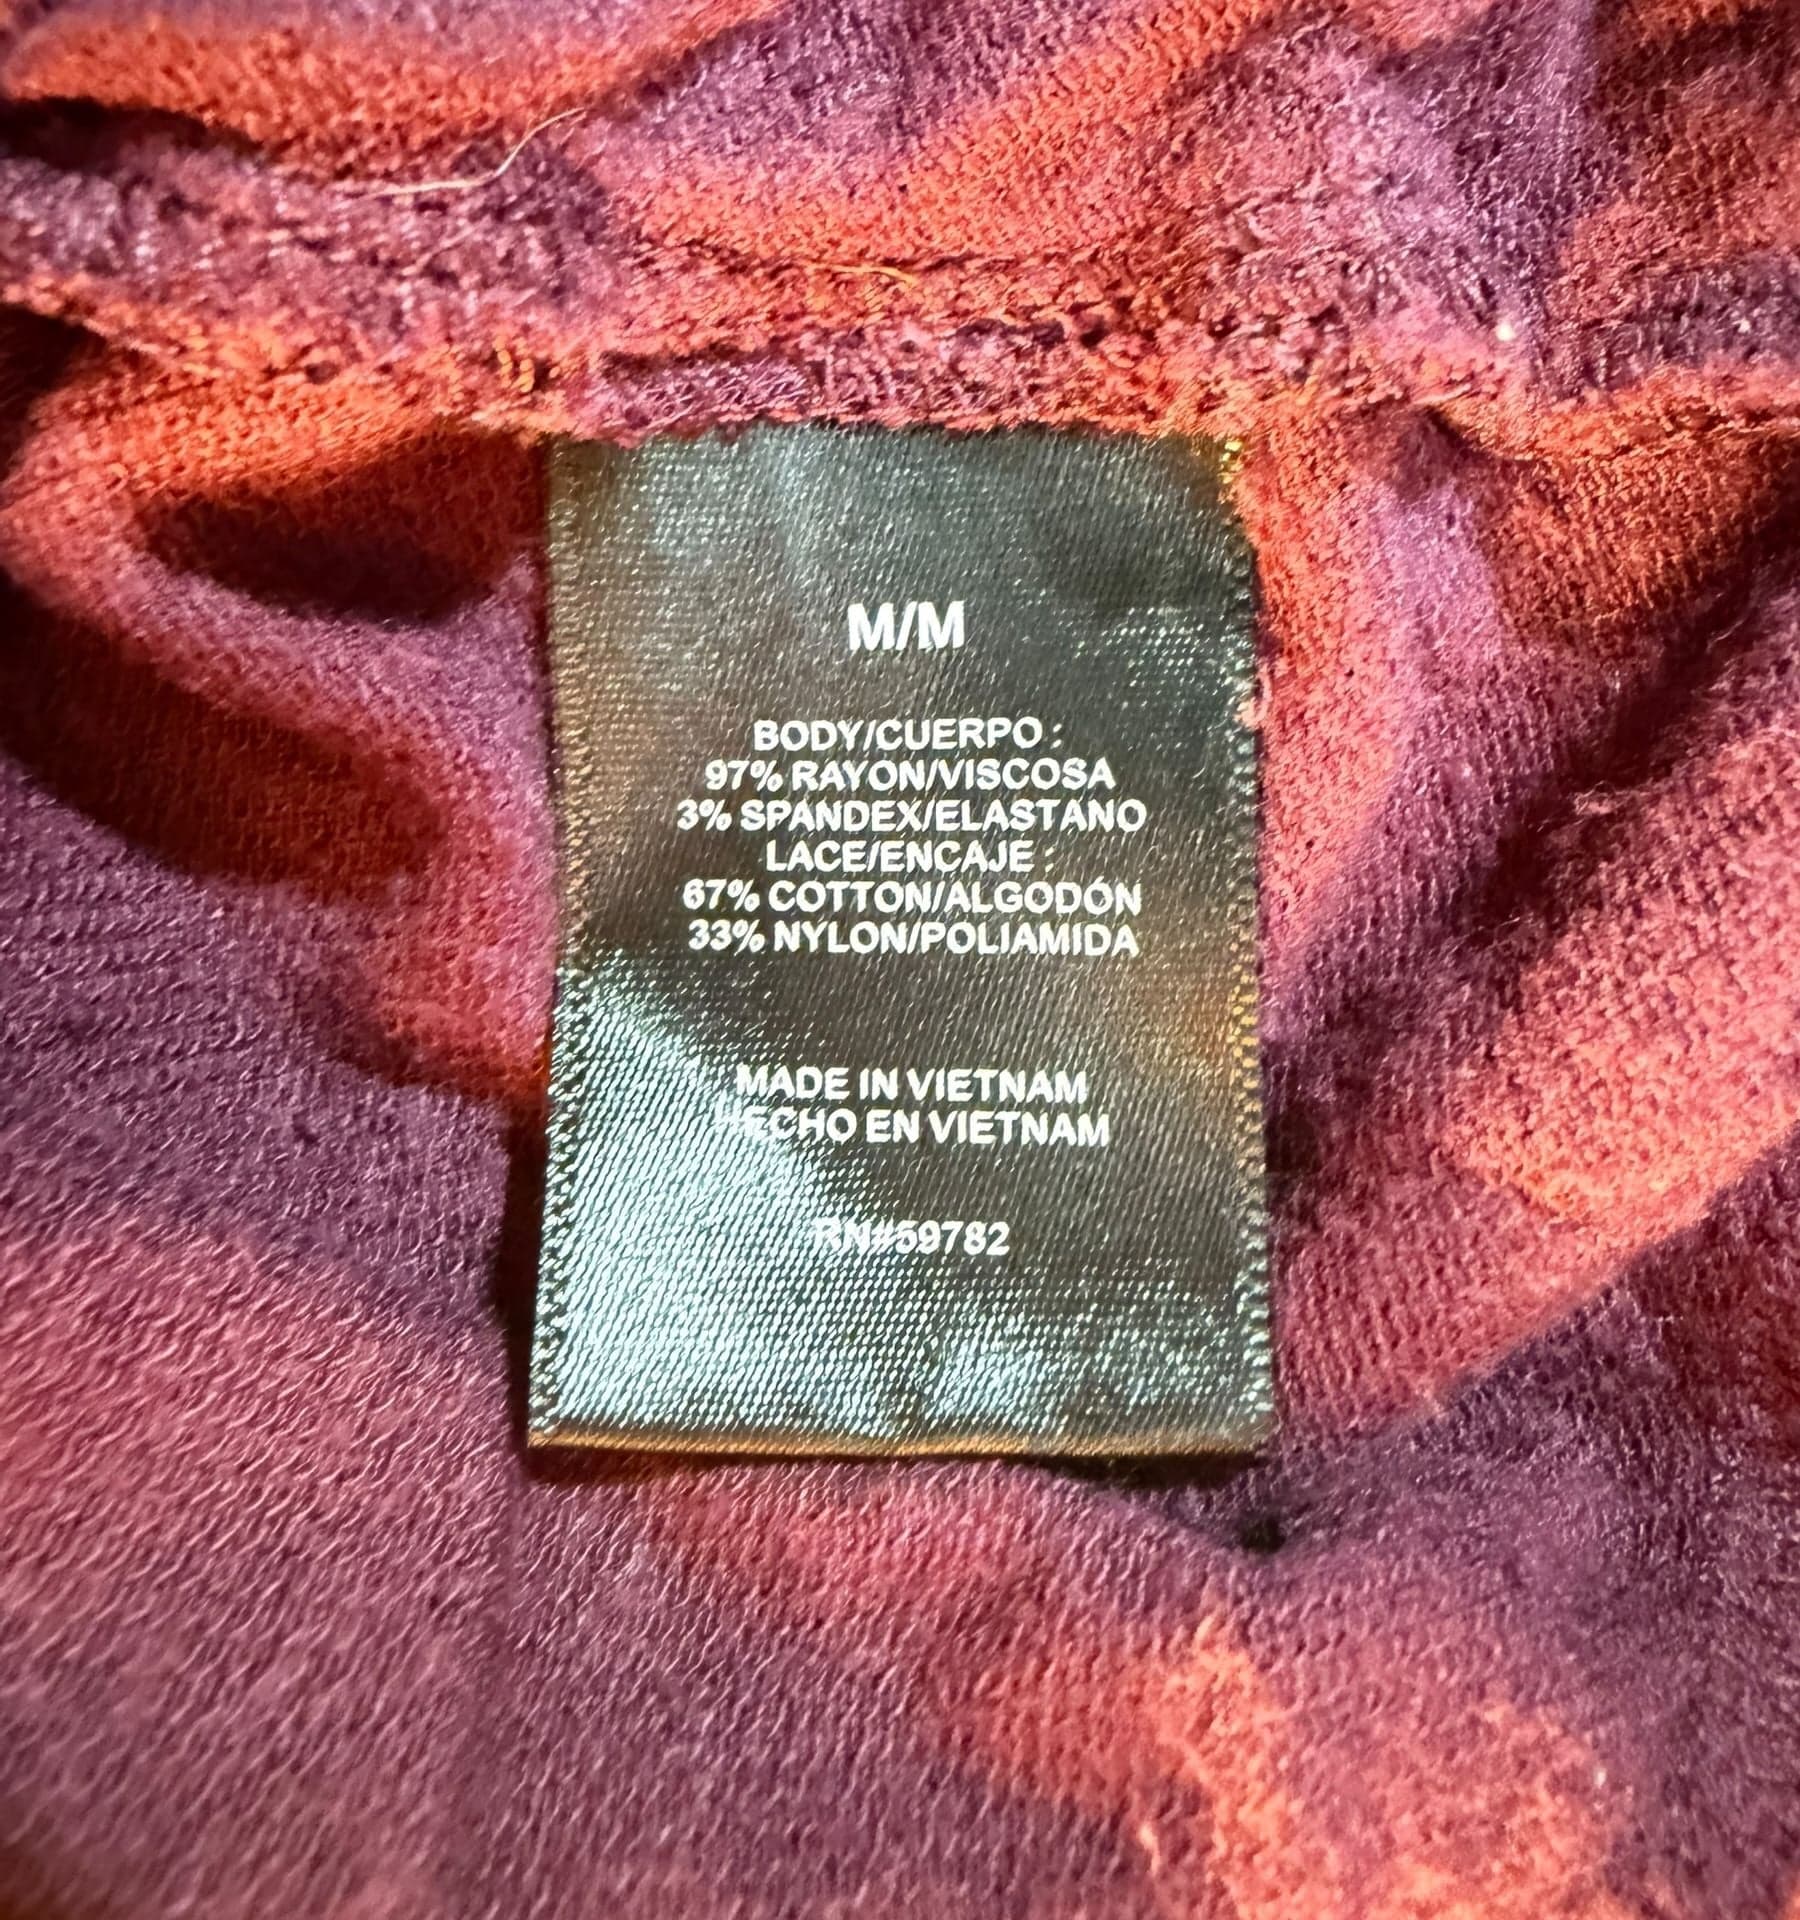 M/M
BODY/CUERPO :
97% RAYON/VISCOSA
3% SPANDEX/ELASTANO
LACE/ENCAJE :
67% COTTON/ALGODÓN
33% NYLON/POLIAMIDA
MADE IN VIETNAM
HECHO EN VIETNAM
RN#59782